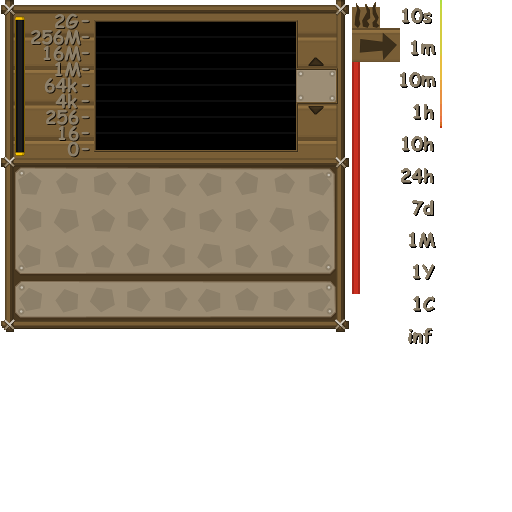 2G-
256M-
16M-
1M-
64k-
4k-
256-
16-
0-
10s
1m
10m
1h
10h
24h
7d
1M
1Y
1C
inf